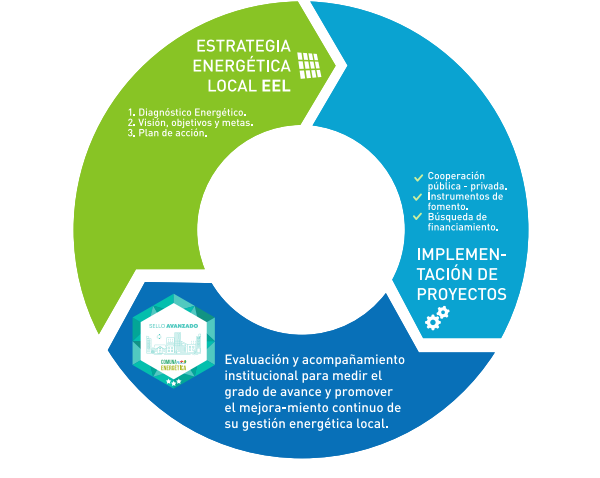 ESTRATEGIA
ENERGÉTICA
LOCAL EEL
1. Diagnóstico Energético.
2. Visión, objetivos y metas.
3. Plan de acción.
Cooperación
pública - privada.
Instrumentos de
fomento.
Búsqueda de
financiamiento.
IMPLEMEN-
TACIÓN DE
PROYECTOS
SELLO AVANZADO
COMUNA
ENERGÉTICA
Evaluación y acompañamiento
institucional para medir el
grado de avance y promover
el mejora-miento continuo de
su gestión energética local.